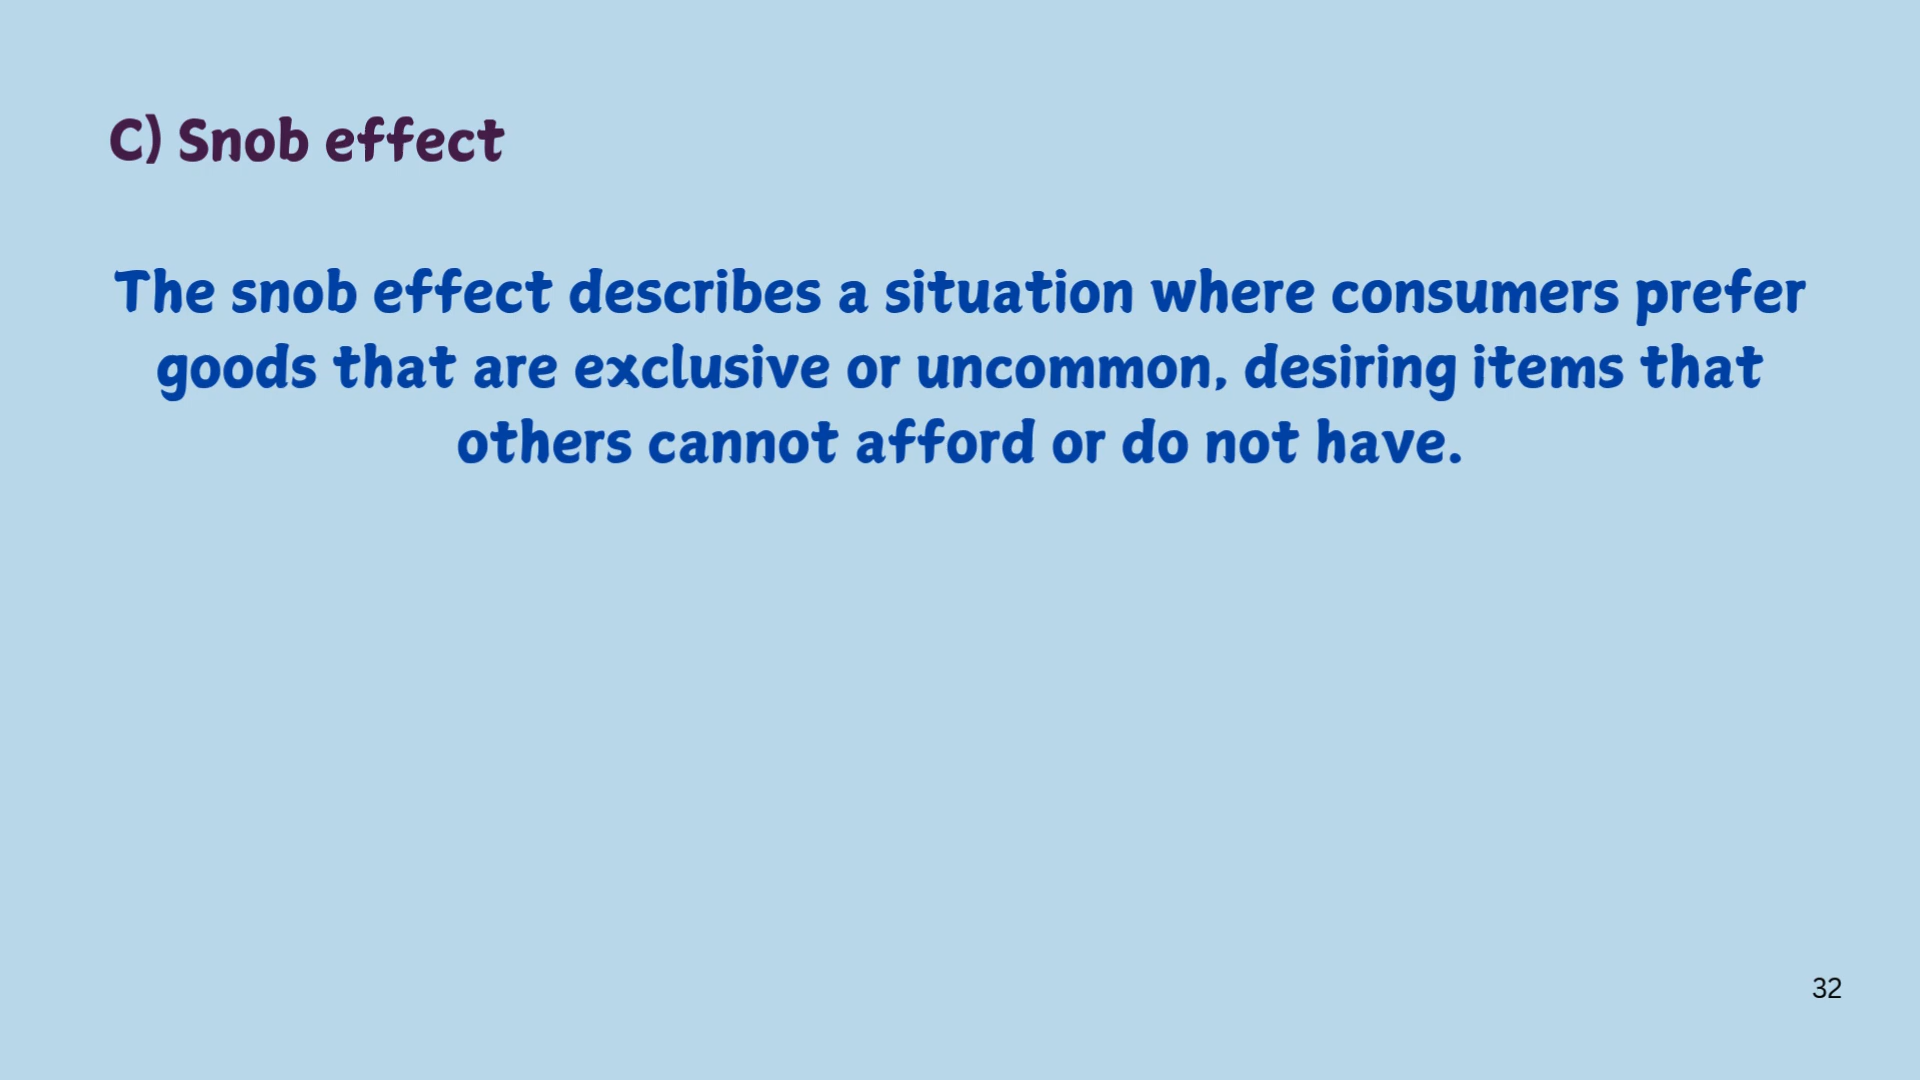 C) Snob effect
The snob effect describes a situation where consumers prefer
goods that are exclusive or uncommon, desiring items that
others cannot afford or do not have.
32